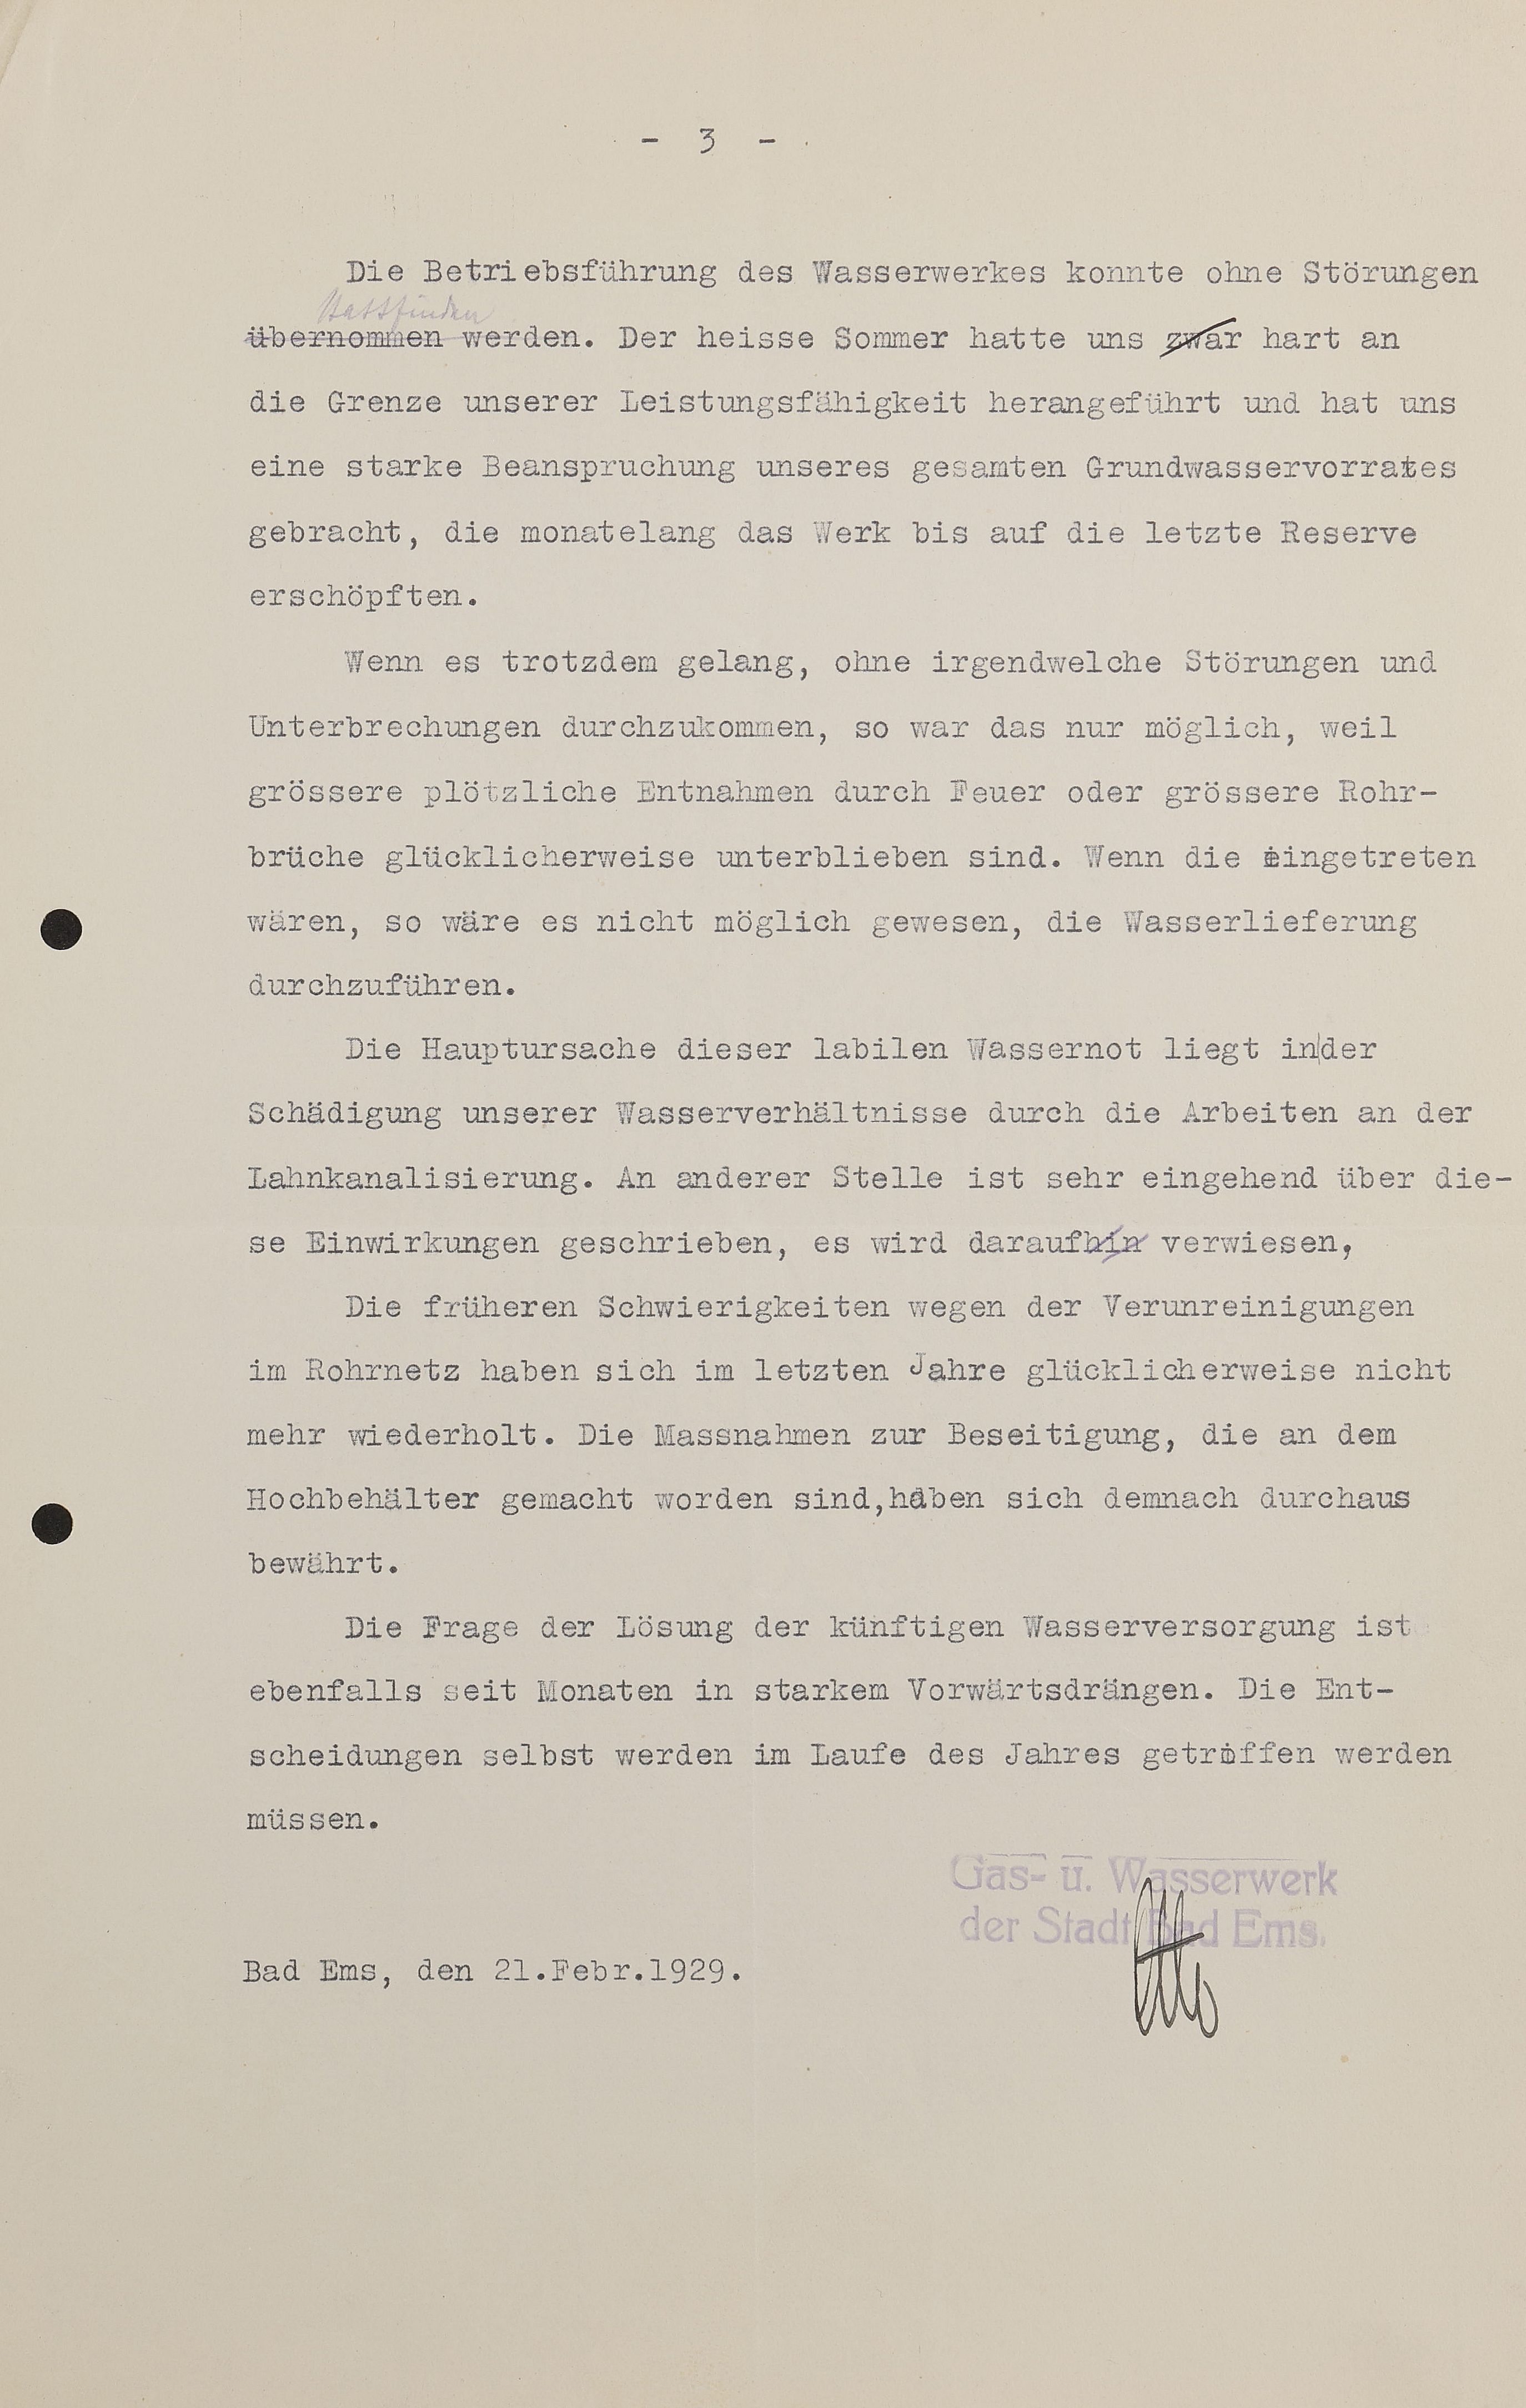 - 3 -
Die Betriebsführung des Wasserwerkes konnte ohne Störungen
stattfinden
übernommen werden. Der heisse Sommer hatte uns zwar hart an
die Grenze unserer Leistungsfähigkeit herangeführt und hat uns
eine starke Beanspruchung unseres gesamten Grundwasservorrates
gebracht, die monatelang das Werk bis auf die letzte Reserve
erschöpften.
Wenn es trotzdem gelang, ohne irgendwelche Störungen und
Unterbrechungen durchzukommen, so war das nur möglich, weil
grössere plötzliche Entnahmen durch Feuer oder grössere Rohr-
brüche glücklicherweise unterblieben sind. Wenn die eingetreten
wären, so wäre es nicht möglich gewesen, die Wasserlieferung
durchzuführen.
Die Hauptursache dieser labilen Wassernot liegt in|der
Schädigung unserer Wasserverhältnisse durch die Arbeiten an der
Lahnkanalisierung. An anderer Stelle ist sehr eingehend über die-
se Einwirkungen geschrieben, es wird daraufhin verwiesen,
Die früheren Schwierigkeiten wegen der Verunreinigungen
im Rohrnetz haben sich im letzten Jahre glücklicherweise nicht
mehr wiederholt. Die Massnahmen zur Beseitigung, die an dem
Hochbehälter gemacht worden sind,haben sich demnach durchaus
bewährt.
Die Frage der Lösung der künftigen Wasserversorgung ist
ebenfalls seit Monaten in starkem Vorwärtsdrängen. Die Ent-
scheidungen selbst werden im Laufe des Jahres getroffen werden
müssen.
Gas- u. Wasserwerk
der Stadt Bad Ems.
Otto
Bad Ems, den 21.Febr.1929.